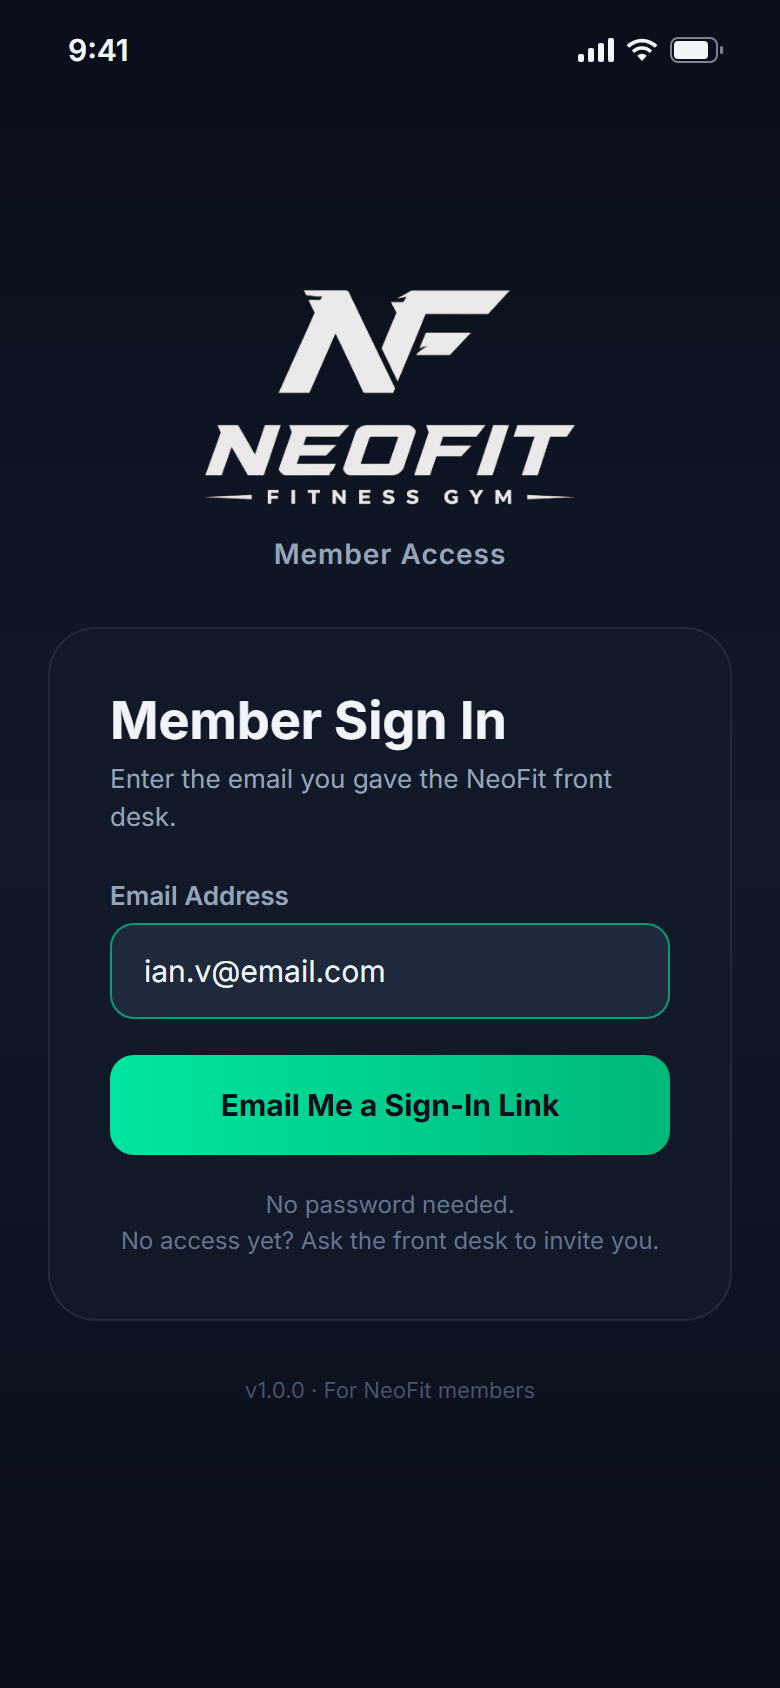 9:41
NF
NEOFIT
FITNESS GYM
Member Access
Member Sign In
Enter the email you gave the NeoFit front
desk.
Email Address
ian.v@email.com
Email Me a Sign-In Link
No password needed.
No access yet? Ask the front desk to invite you.
v1.0.0 · For NeoFit members